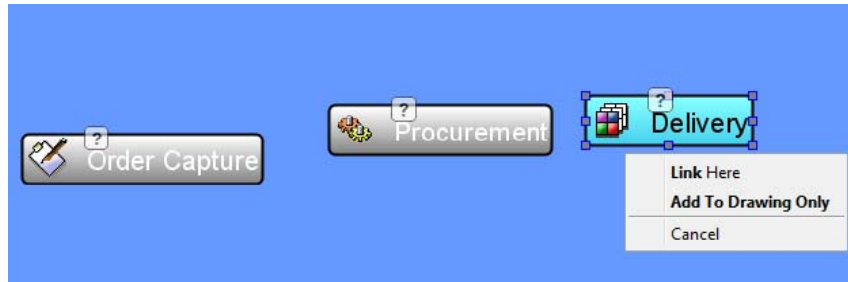 ?
Order Capture
?
Procurement
?
Delivery
Link Here
Add To Drawing Only
Cancel